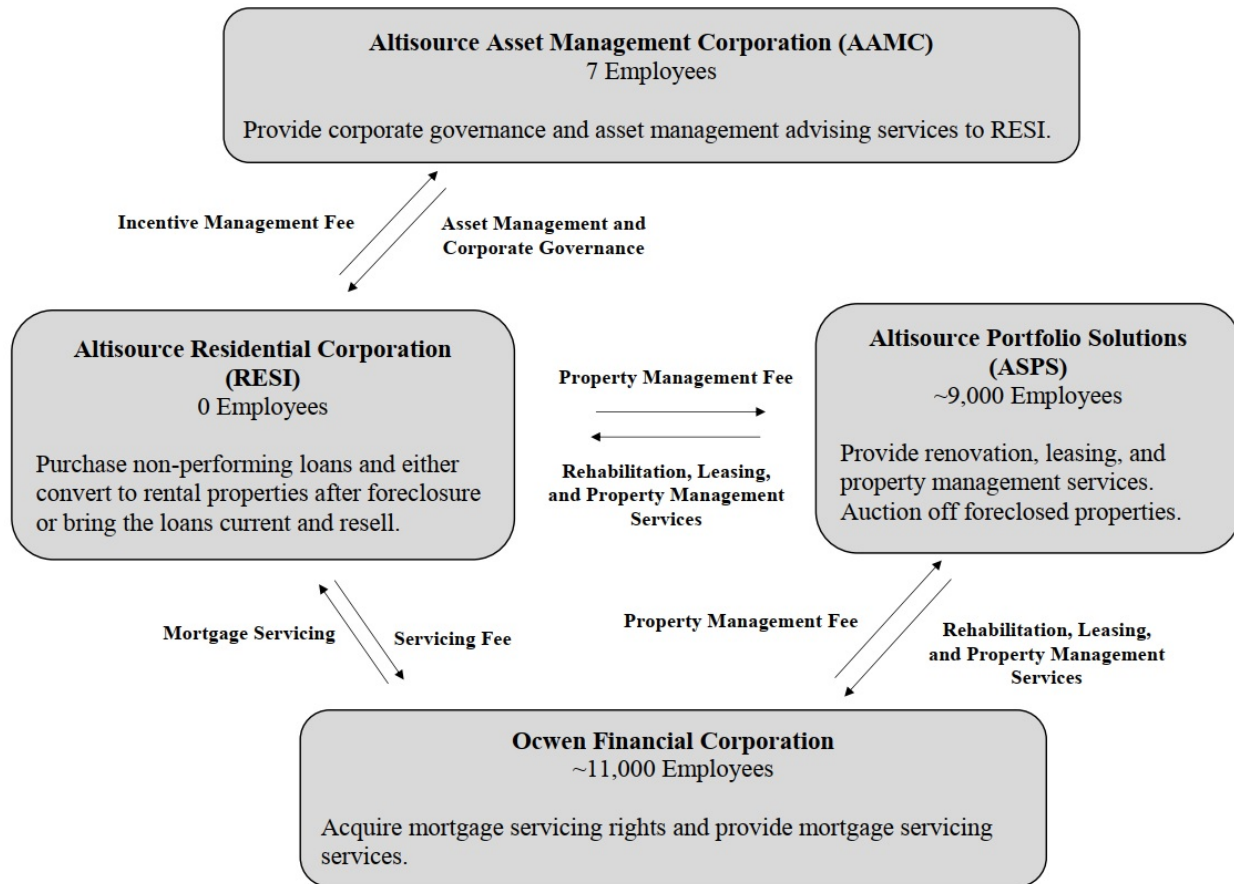 Altisource Asset Management Corporation (AAMC)
7 Employees
Provide corporate governance and asset management advising services to RESI.
Incentive Management Fee
Asset Management and
Corporate Governance
Altisource Residential Corporation
(RESI)
0 Employees
Purchase non-performing loans and either
convert to rental properties after foreclosure
or bring the loans current and resell.
Property Management Fee
Rehabilitation, Leasing,
and Property Management
Services
Altisource Portfolio Solutions
(ASPS)
~9,000 Employees
Provide renovation, leasing, and
property management services.
Auction off foreclosed properties.
Mortgage Servicing
Servicing Fee
Property Management Fee
Rehabilitation, Leasing,
and Property Management
Services
Ocwen Financial Corporation
~11,000 Employees
Acquire mortgage servicing rights and provide mortgage servicing
services.